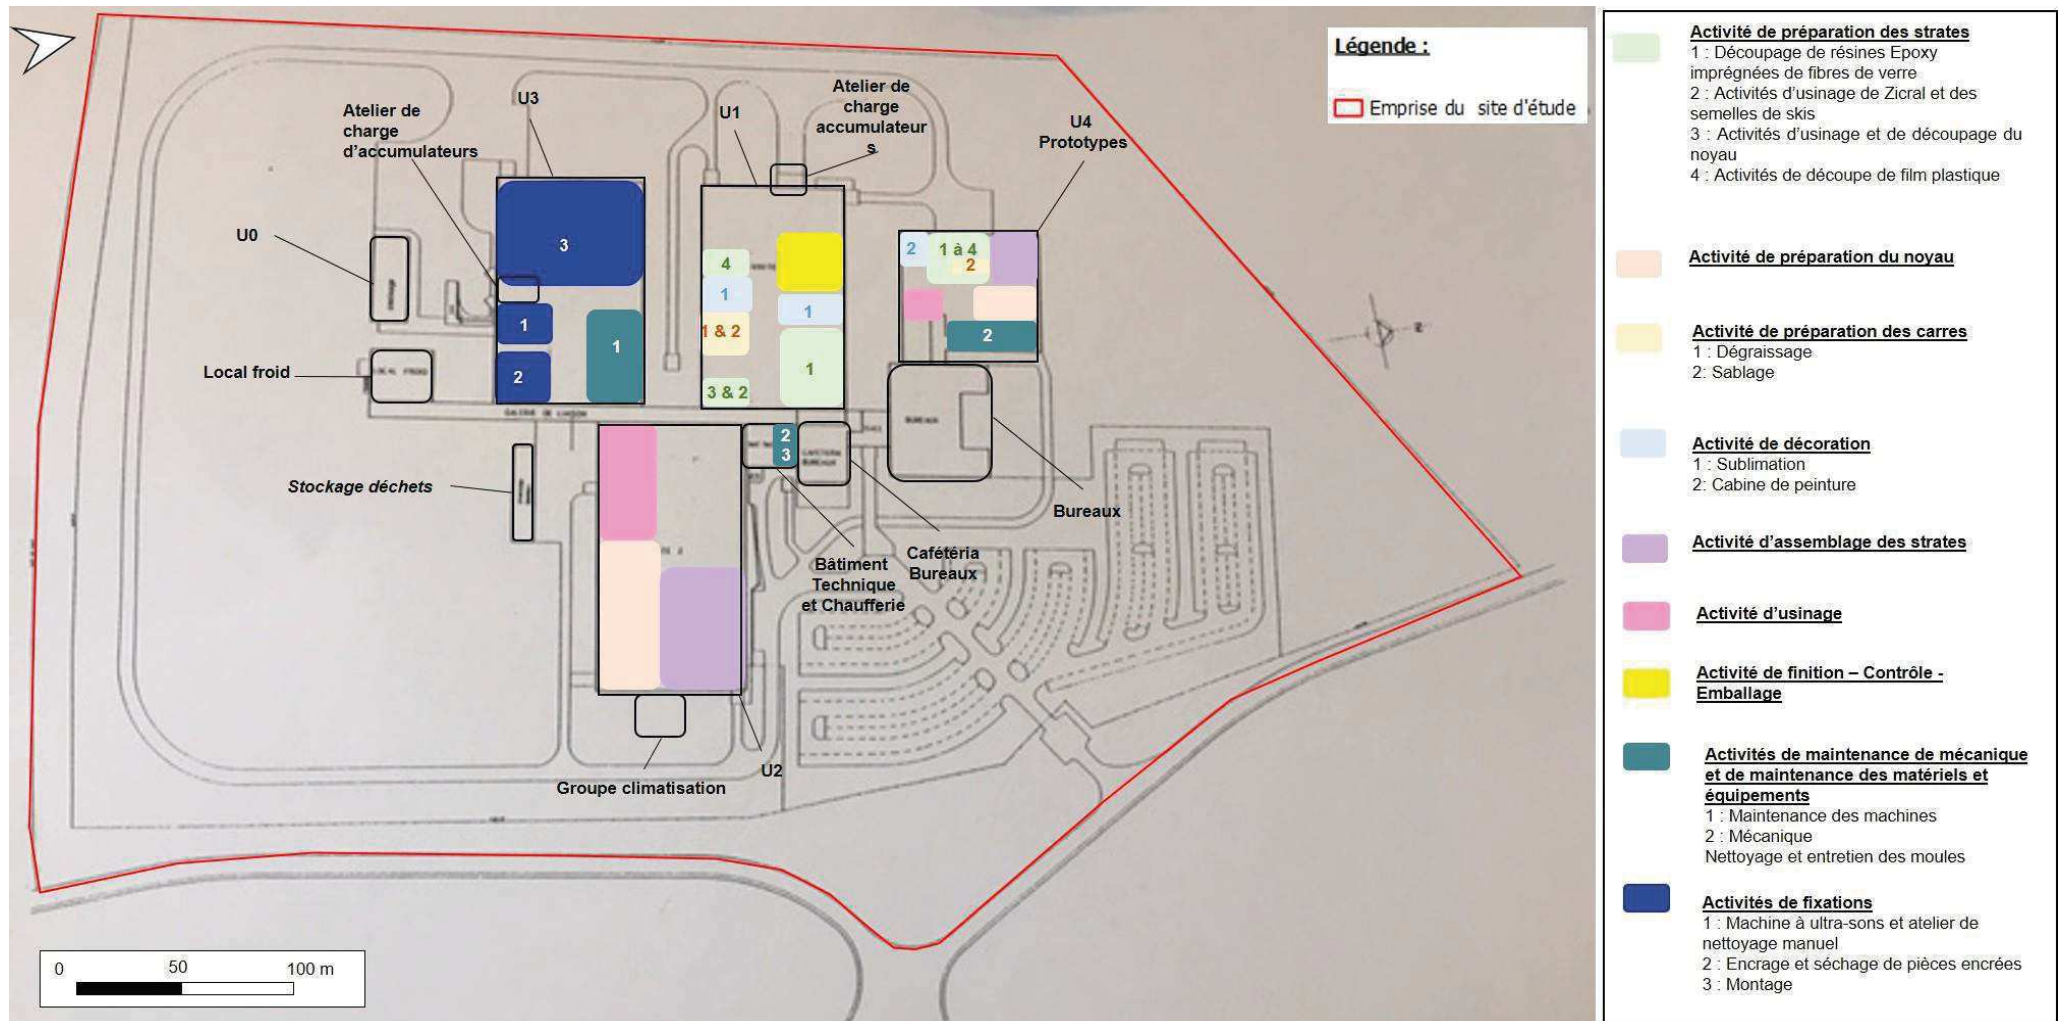 Légende :
Emprise du site d'étude
Atelier de
charge
d'accumulateurs
U3
U1
Atelier de
charge
accumulateur
s
U4
Prototypes
U0
3
1
2
1
4
1
1 & 2
3 & 2
1
1
2
1 à 4
2
2
Local froid
LOCAL FROID
GALERIE DE LIAISON
BUREAUX
2
3
CAFETERIA
BUREAUX
Stockage déchets
Bureaux
Bâtiment
Technique
et Chaufferie
Cafétéria
Bureaux
U2
Groupe climatisation
0 50 100 m
Activité de préparation des strates
1 : Découpage de résines Epoxy
imprégnées de fibres de verre
2 : Activités d'usinage de Zicral et des
semelles de skis
3 : Activités d'usinage et de découpage du
noyau
4 : Activités de découpe de film plastique
Activité de préparation du noyau
Activité de préparation des carres
1 : Dégraissage
2: Sablage
Activité de décoration
1 : Sublimation
2: Cabine de peinture
Activité d'assemblage des strates
Activité d'usinage
Activité de finition – Contrôle -
Emballage
Activités de maintenance de mécanique
et de maintenance des matériels et
équipements
1 : Maintenance des machines
2 : Mécanique
Nettoyage et entretien des moules
Activités de fixations
1 : Machine à ultra-sons et atelier de
nettoyage manuel
2 : Encrage et séchage de pièces encrées
3 : Montage